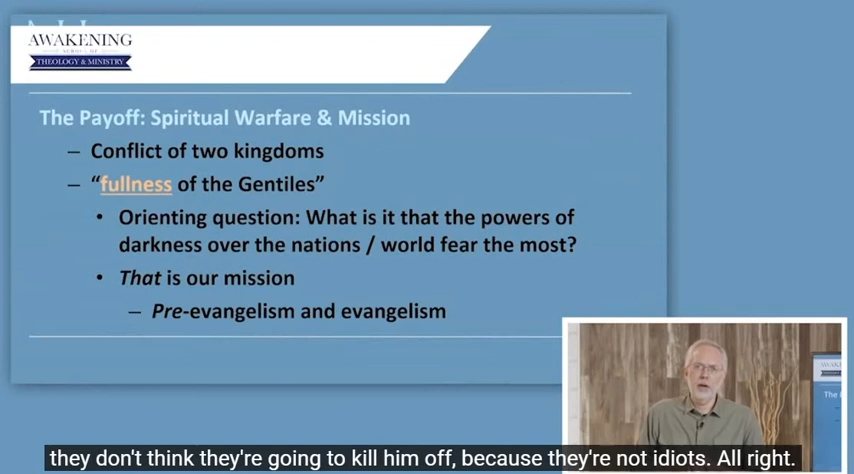 AWAKENING
SCHOOL OF
THEOLOGY & MINISTRY
The Payoff: Spiritual Warfare & Mission
– Conflict of two kingdoms
– “fullness of the Gentiles”
• Orienting question: What is it that the powers of
darkness over the nations / world fear the most?
• That is our mission
– Pre-evangelism and evangelism
they don't think they're going to kill him off, because they're not idiots. All right.